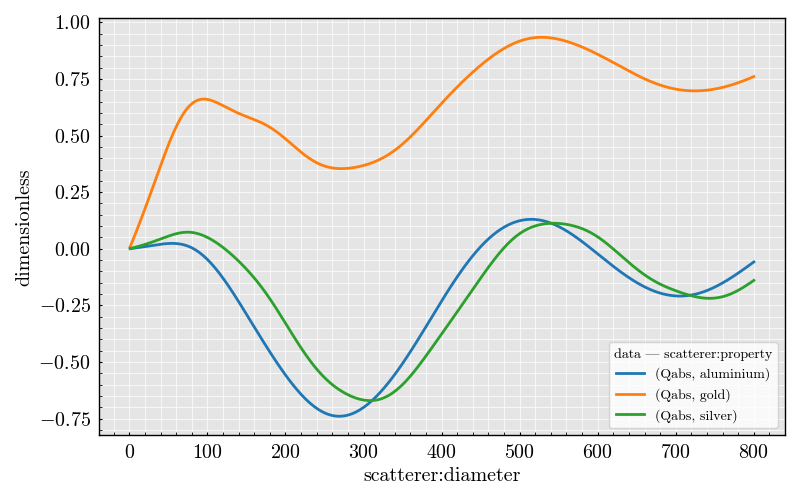 1.00
0.75
0.50
0.25
0.00
−0.25
−0.50
−0.75
dimensionless
0 100 200 300 400 500 600 700 800
scatterer:diameter
data — scatterer:property
(Qabs, aluminium)
(Qabs, gold)
(Qabs, silver)